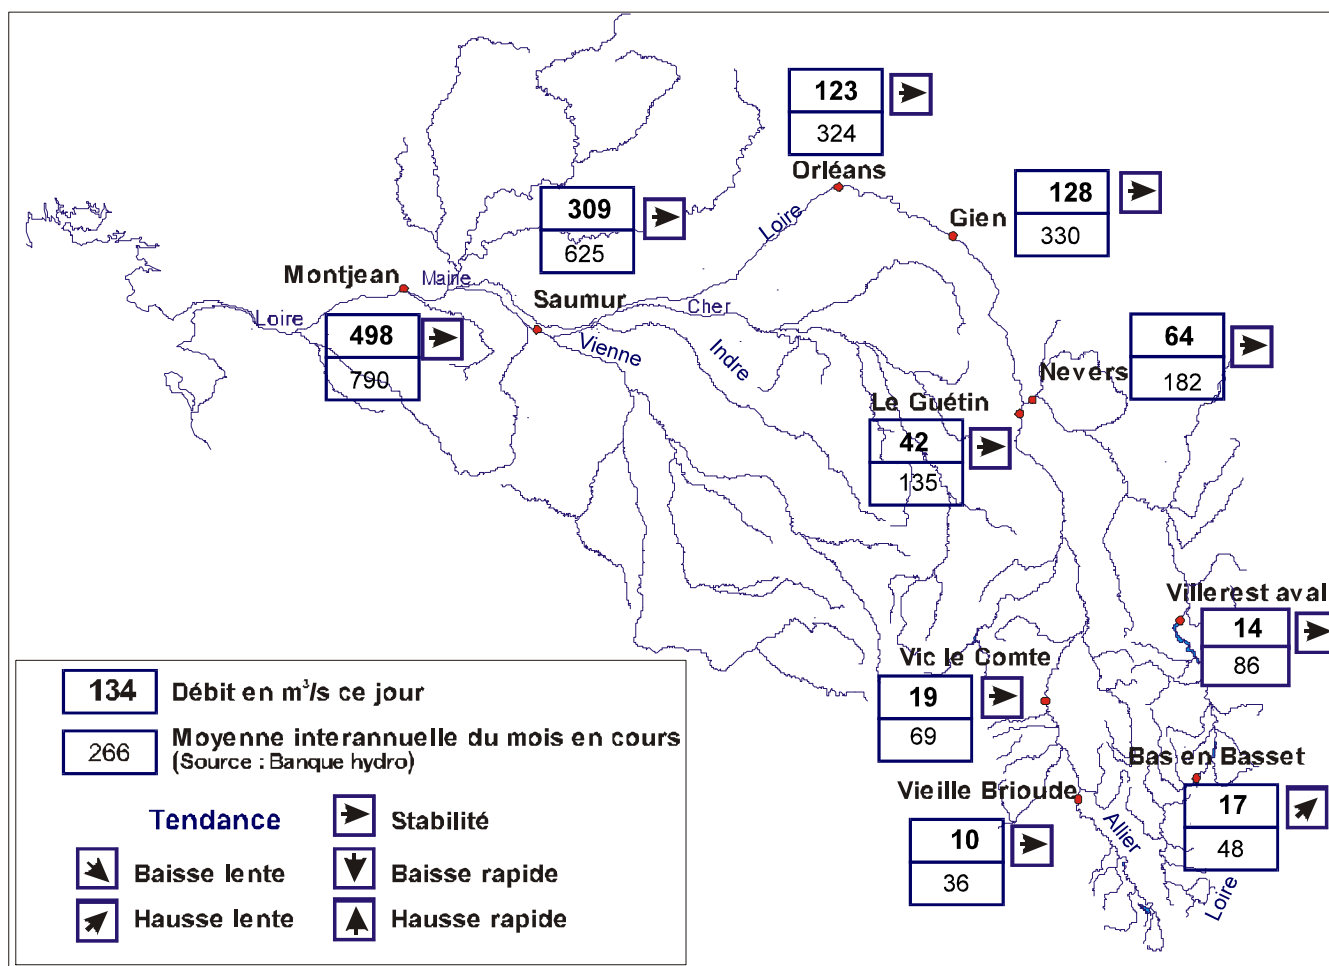 123
324
Orléans
Loire
128
330
Gien
309
625
Montjean
Maine
Saumur
Cher
Loire
498
790
Vienne
Indre
64
182
Nevers
Le Guétin
42
135
Villerest aval
14
86
Vic le Comte
19
69
Bas en Basset
17
48
Vieille Brioude
10
36
Allier
Loire
134 Débit en m³/s ce jour
266 Moyenne interannuelle du mois en cours
(Source : Banque hydro)
Tendance
Stabilité
Baisse lente
Baisse rapide
Hausse lente
Hausse rapide